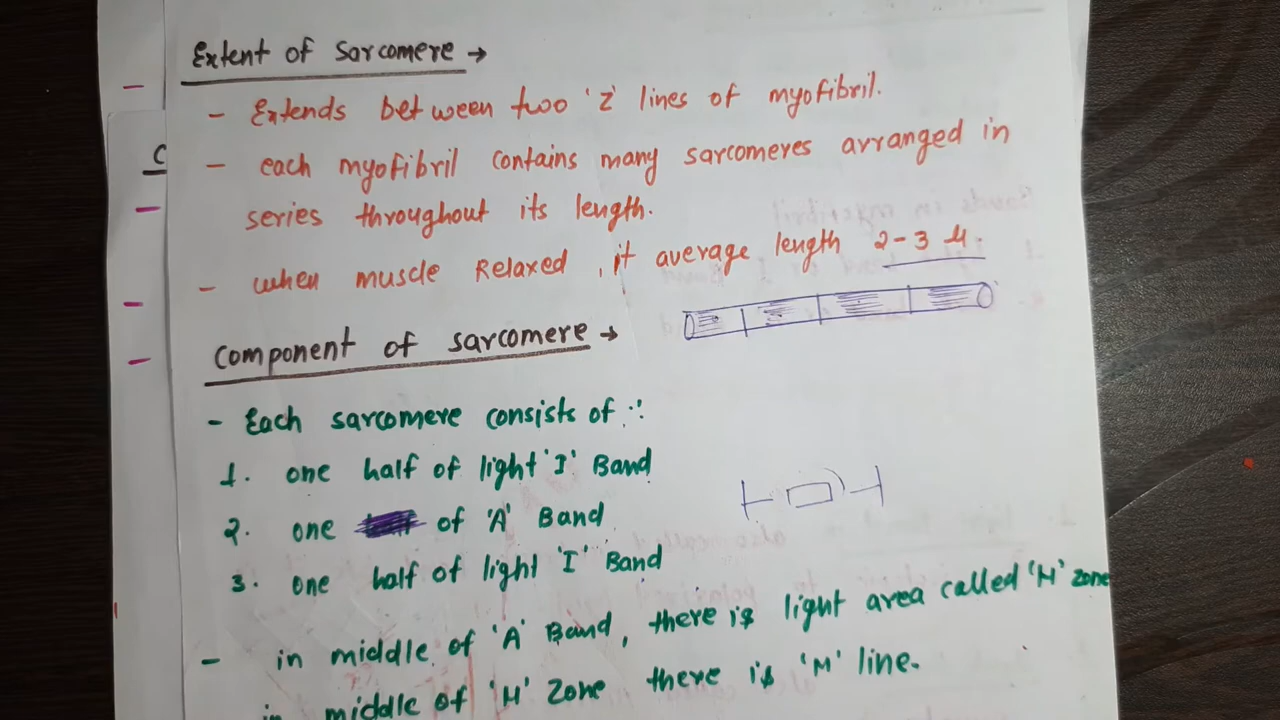 Extent of Sarcomere →
- Extends between two 'Z' lines of myofibril.
- each myofibril contains many sarcomeres arranged in
series throughout its length.
- when muscle Relaxed, it average length 2-3 μ.
Component of sarcomere →
- Each sarcomere consists of :
1. one half of light 'I' Band
2. one of 'A' Band
3. one half of light 'I' Band
- in middle of 'A' Band, there is light area called 'H' zone
in middle of 'H' Zone there is 'M' line.